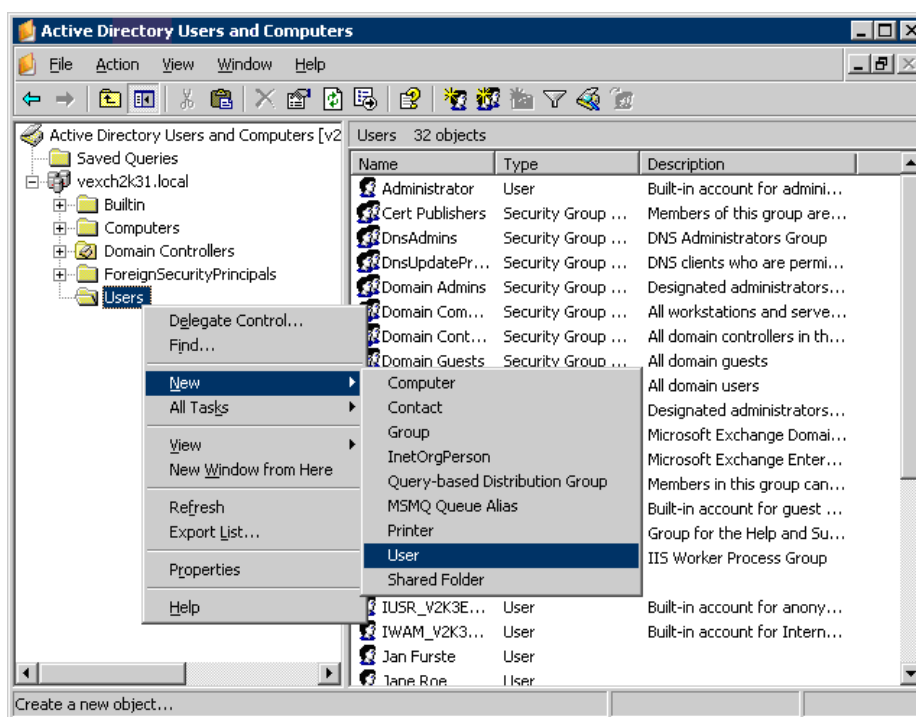 Active Directory Users and Computers
File Action View Window Help
Active Directory Users and Computers [v2
Saved Queries
vexch2k31.local
Builtin
Computers
Domain Controllers
ForeignSecurityPrincipals
Users
Users 32 objects
Name Type Description
Administrator User Built-in account for admini...
Cert Publishers Security Group ... Members of this group are...
DnsAdmins Security Group ... DNS Administrators Group
DnsUpdatePr... Security Group ... DNS clients who are permi...
Domain Admins Security Group ... Designated administrators...
Domain Com... Security Group ... All workstations and serve...
Domain Cont... Security Group ... All domain controllers in th...
Domain Guests Security Group ... All domain guests
All domain users
Designated administrators...
Microsoft Exchange Domai...
Microsoft Exchange Enter...
Members in this group can...
Built-in account for guest ...
Group for the Help and Su...
IIS Worker Process Group
IUSR_V2K3E... User Built-in account for anony...
IWAM_V2K3... User Built-in account for Intern...
Jan Furste User
Jane Roe User
Delegate Control...
Find...
New
All Tasks
View
New Window from Here
Refresh
Export List...
Properties
Help
Computer
Contact
Group
InetOrgPerson
Query-based Distribution Group
MSMQ Queue Alias
Printer
User
Shared Folder
Create a new object...